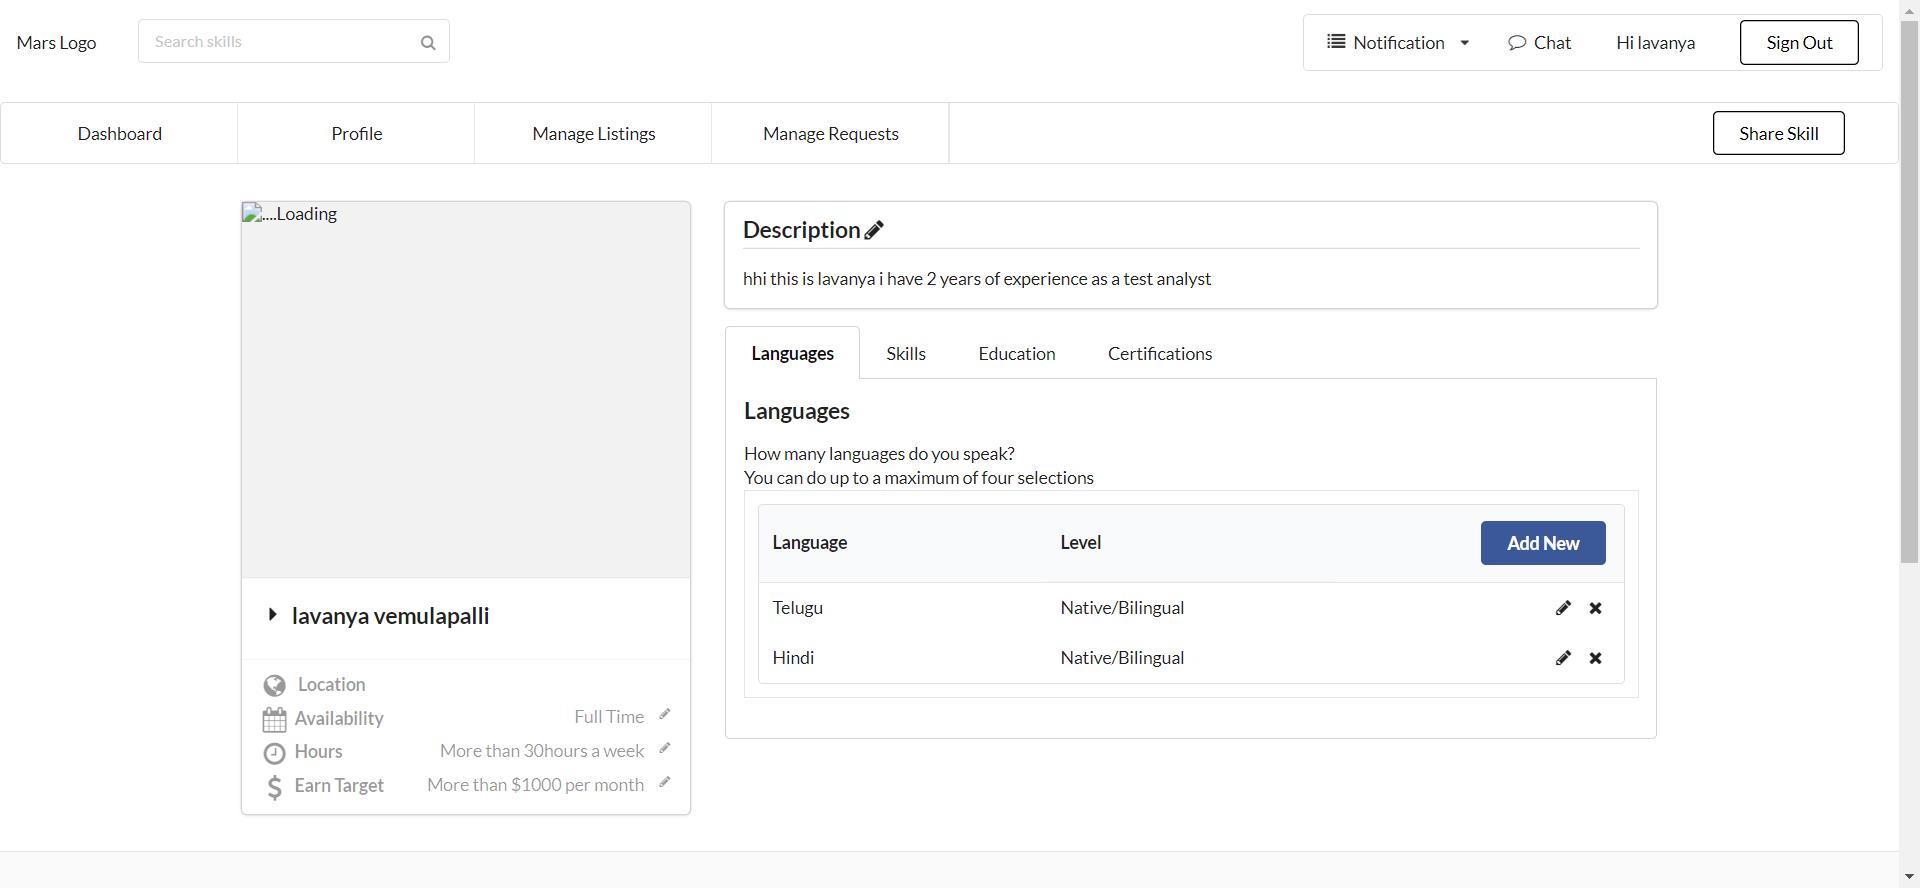 Mars Logo
Search skills
Notification
Chat
Hi lavanya
Sign Out
Dashboard
Profile
Manage Listings
Manage Requests
Share Skill
....Loading
lavanya vemulapalli
Location
Availability Full Time
Hours More than 30hours a week
Earn Target More than $1000 per month
Description
hhi this is lavanya i have 2 years of experience as a test analyst
Languages
Skills
Education
Certifications
Languages
How many languages do you speak?
You can do up to a maximum of four selections
Language Level Add New
Telugu Native/Bilingual
Hindi Native/Bilingual